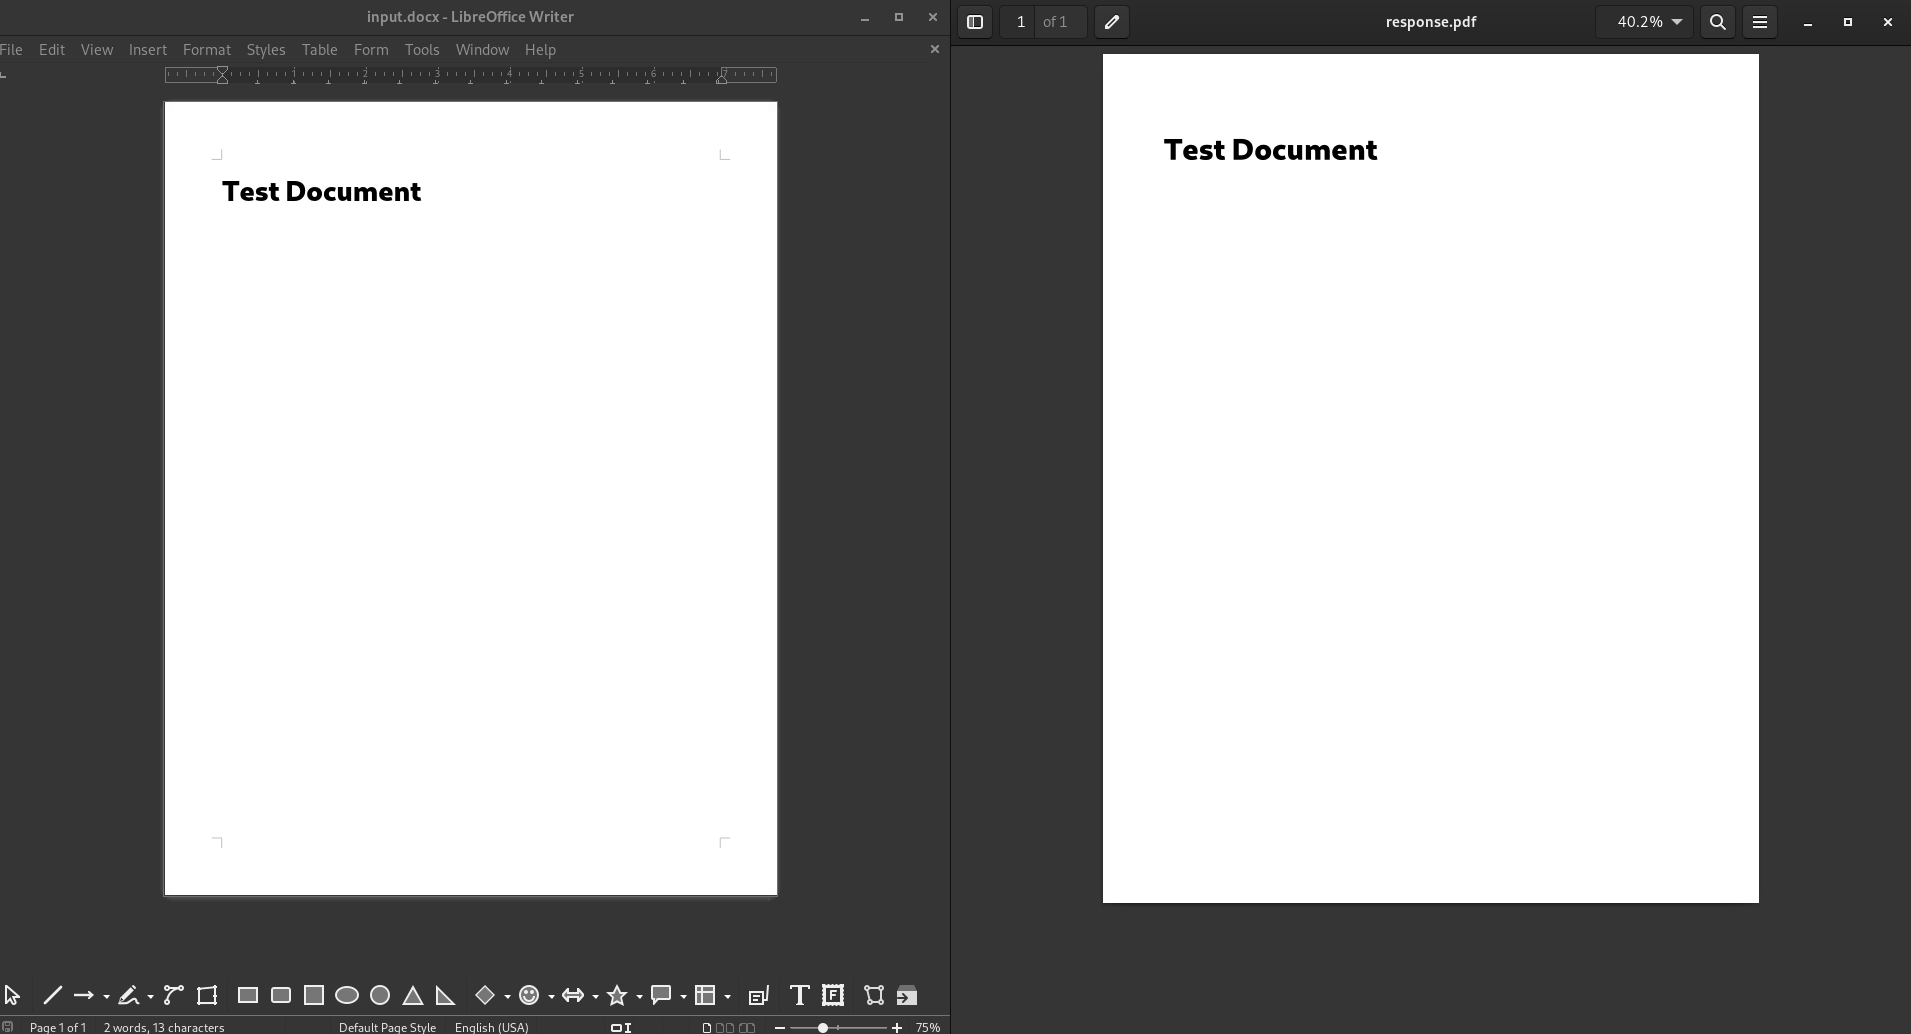 input.docx - LibreOffice Writer
File Edit View Insert Format Styles Table Form Tools Window Help
1 2 3 4 5 6 7
Test Document
Page 1 of 1 2 words, 13 characters Default Page Style English (USA) 75%
1 of 1 response.pdf 40.2%
Test Document